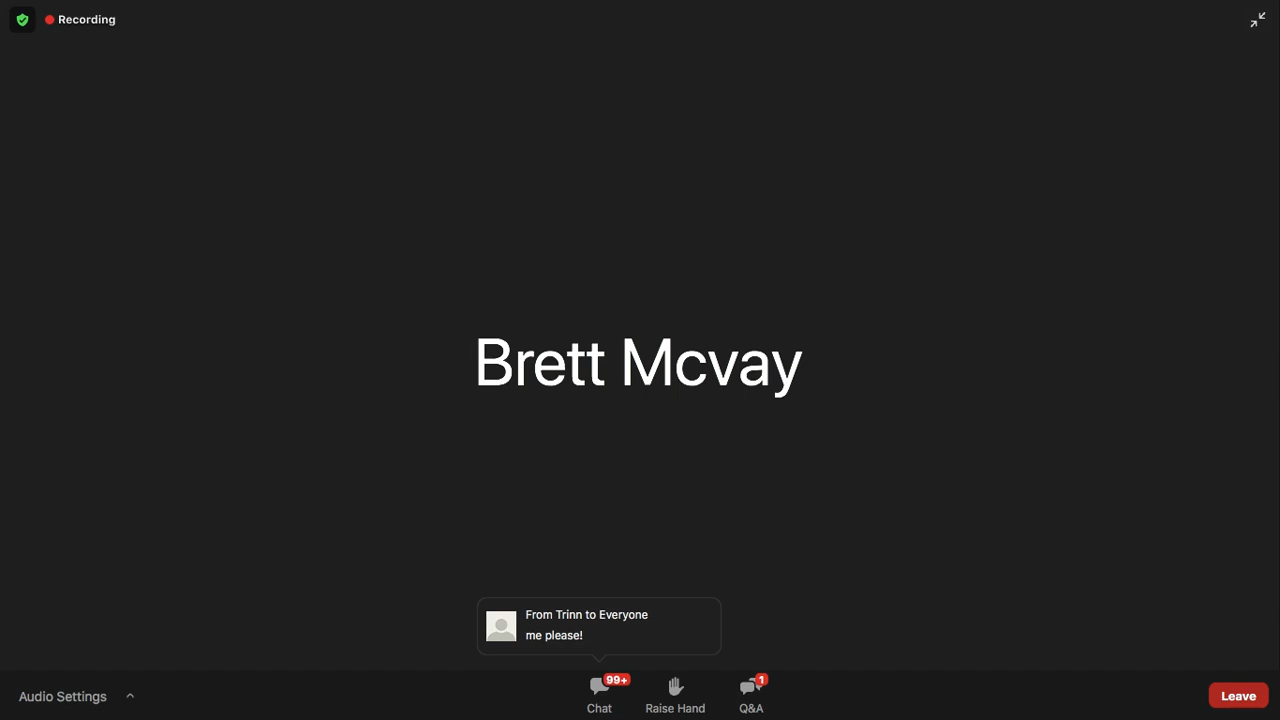 Recording
Brett Mcvay
From Trinn to Everyone
me please!
Audio Settings
99+
Chat
Raise Hand
1
Q&A
Leave